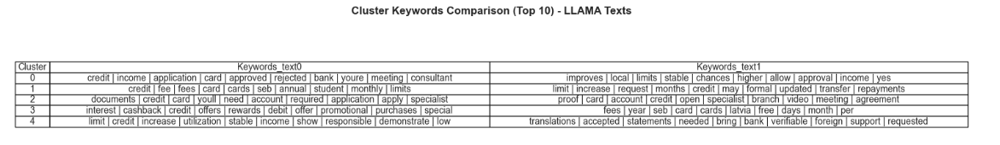 Cluster Keywords Comparison (Top 10) - LLAMA Texts
Cluster Keywords_text0 Keywords_text1
0 credit | income | application | card | approved | rejected | bank | youre | meeting | consultant improves | local | limits | stable | chances | higher | allow | approval | income | yes
1 credit | fee | fees | card | cards | seb | annual | student | monthly | limits limit | increase | request | months | credit | may | formal | updated | transfer | repayments
2 documents | credit | card | youll | need | account | required | application | apply | specialist proof | card | account | credit | open | specialist | branch | video | meeting | agreement
3 interest | cashback | credit | offers | rewards | debit | offer | promotional | purchases | special fees | year | seb | card | cards | latvia | free | days | month | per
4 limit | credit | increase | utilization | stable | income | show | responsible | demonstrate | low translations | accepted | statements | needed | bring | bank | verifiable | foreign | support | requested